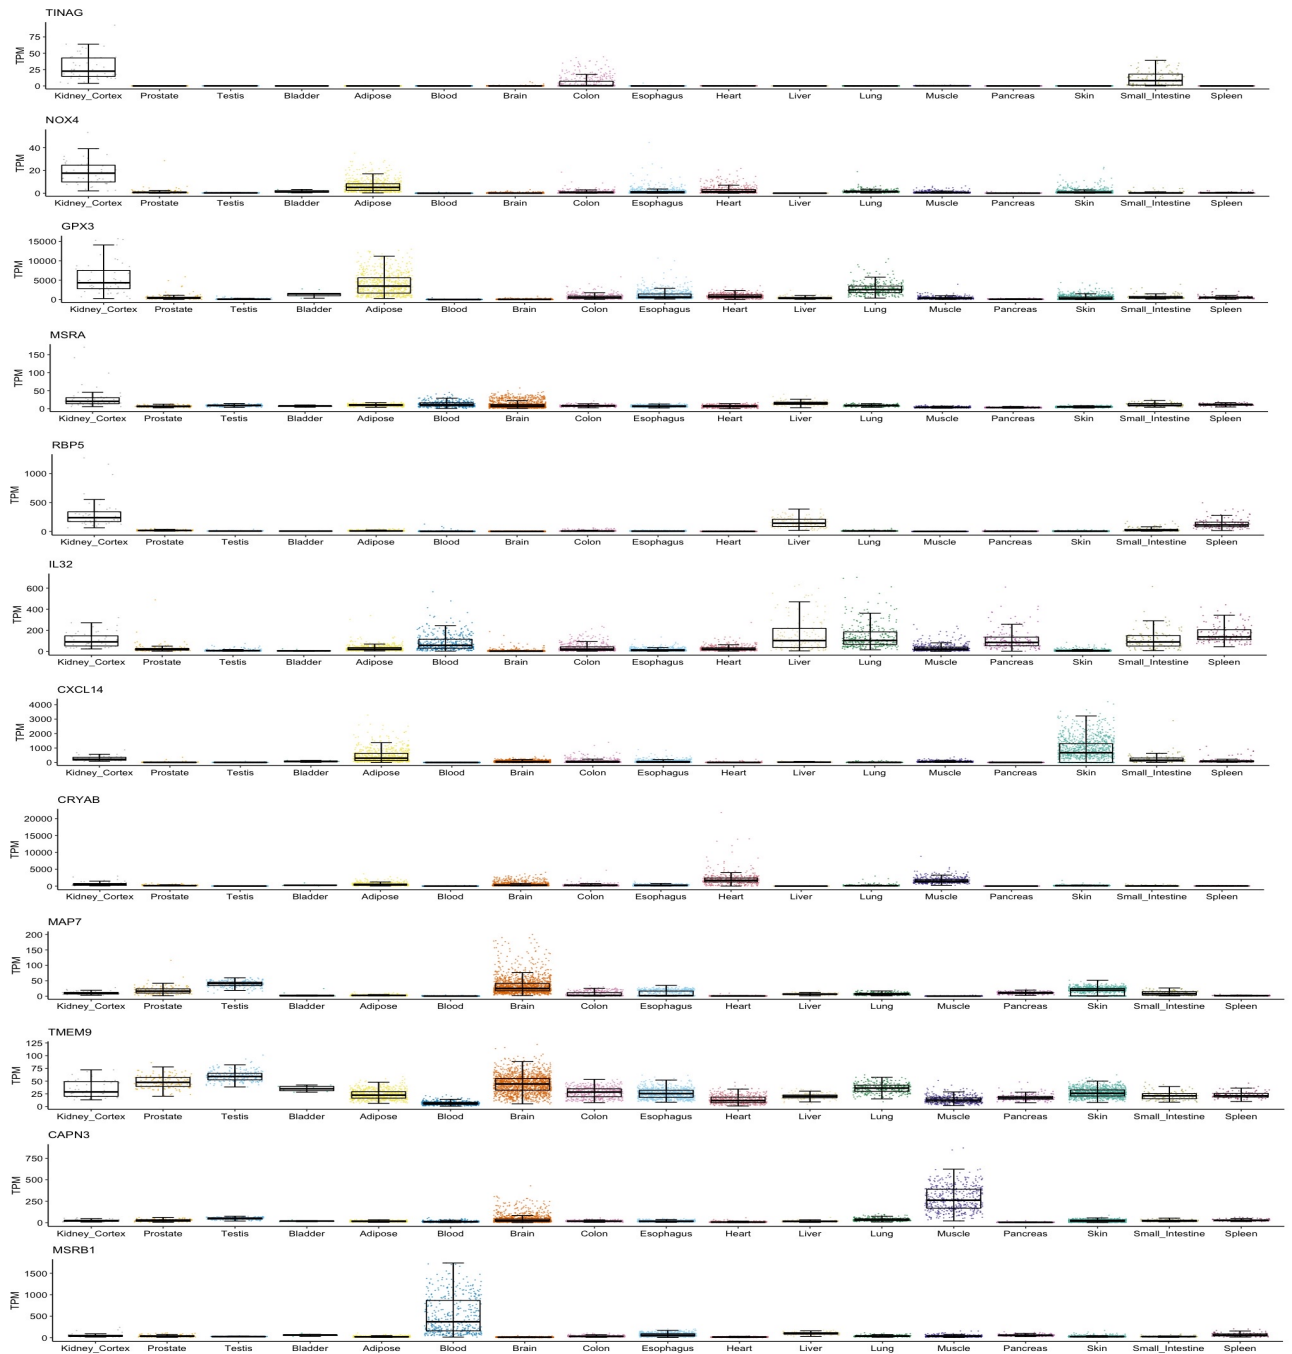 TINAG
TPM
75
50
25
0
Kidney_Cortex Prostate Testis Bladder Adipose Blood Brain Colon Esophagus Heart Liver Lung Muscle Pancreas Skin Small_Intestine Spleen
NOX4
TPM
40
20
0
Kidney_Cortex Prostate Testis Bladder Adipose Blood Brain Colon Esophagus Heart Liver Lung Muscle Pancreas Skin Small_Intestine Spleen
GPX3
TPM
15000
10000
5000
0
Kidney_Cortex Prostate Testis Bladder Adipose Blood Brain Colon Esophagus Heart Liver Lung Muscle Pancreas Skin Small_Intestine Spleen
MSRA
TPM
150
100
50
0
Kidney_Cortex Prostate Testis Bladder Adipose Blood Brain Colon Esophagus Heart Liver Lung Muscle Pancreas Skin Small_Intestine Spleen
RBP5
TPM
1000
500
0
Kidney_Cortex Prostate Testis Bladder Adipose Blood Brain Colon Esophagus Heart Liver Lung Muscle Pancreas Skin Small_Intestine Spleen
IL32
TPM
600
400
200
0
Kidney_Cortex Prostate Testis Bladder Adipose Blood Brain Colon Esophagus Heart Liver Lung Muscle Pancreas Skin Small_Intestine Spleen
CXCL14
TPM
4000
3000
2000
1000
0
Kidney_Cortex Prostate Testis Bladder Adipose Blood Brain Colon Esophagus Heart Liver Lung Muscle Pancreas Skin Small_Intestine Spleen
CRYAB
TPM
20000
15000
10000
5000
0
Kidney_Cortex Prostate Testis Bladder Adipose Blood Brain Colon Esophagus Heart Liver Lung Muscle Pancreas Skin Small_Intestine Spleen
MAP7
TPM
200
150
100
50
0
Kidney_Cortex Prostate Testis Bladder Adipose Blood Brain Colon Esophagus Heart Liver Lung Muscle Pancreas Skin Small_Intestine Spleen
TMEM9
TPM
125
100
75
50
25
0
Kidney_Cortex Prostate Testis Bladder Adipose Blood Brain Colon Esophagus Heart Liver Lung Muscle Pancreas Skin Small_Intestine Spleen
CAPN3
TPM
750
500
250
0
Kidney_Cortex Prostate Testis Bladder Adipose Blood Brain Colon Esophagus Heart Liver Lung Muscle Pancreas Skin Small_Intestine Spleen
MSRB1
TPM
1500
1000
500
0
Kidney_Cortex Prostate Testis Bladder Adipose Blood Brain Colon Esophagus Heart Liver Lung Muscle Pancreas Skin Small_Intestine Spleen